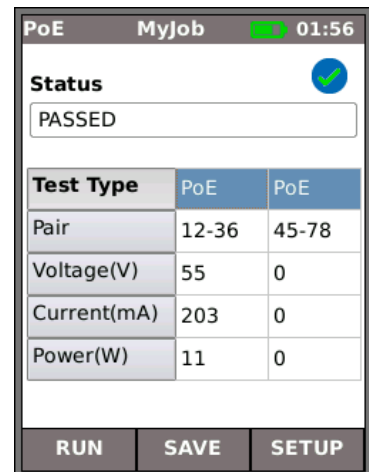 PoE MyJob 01:56
Status
PASSED
Test Type PoE PoE
Pair 12-36 45-78
Voltage(V) 55 0
Current(mA) 203 0
Power(W) 11 0
RUN SAVE SETUP